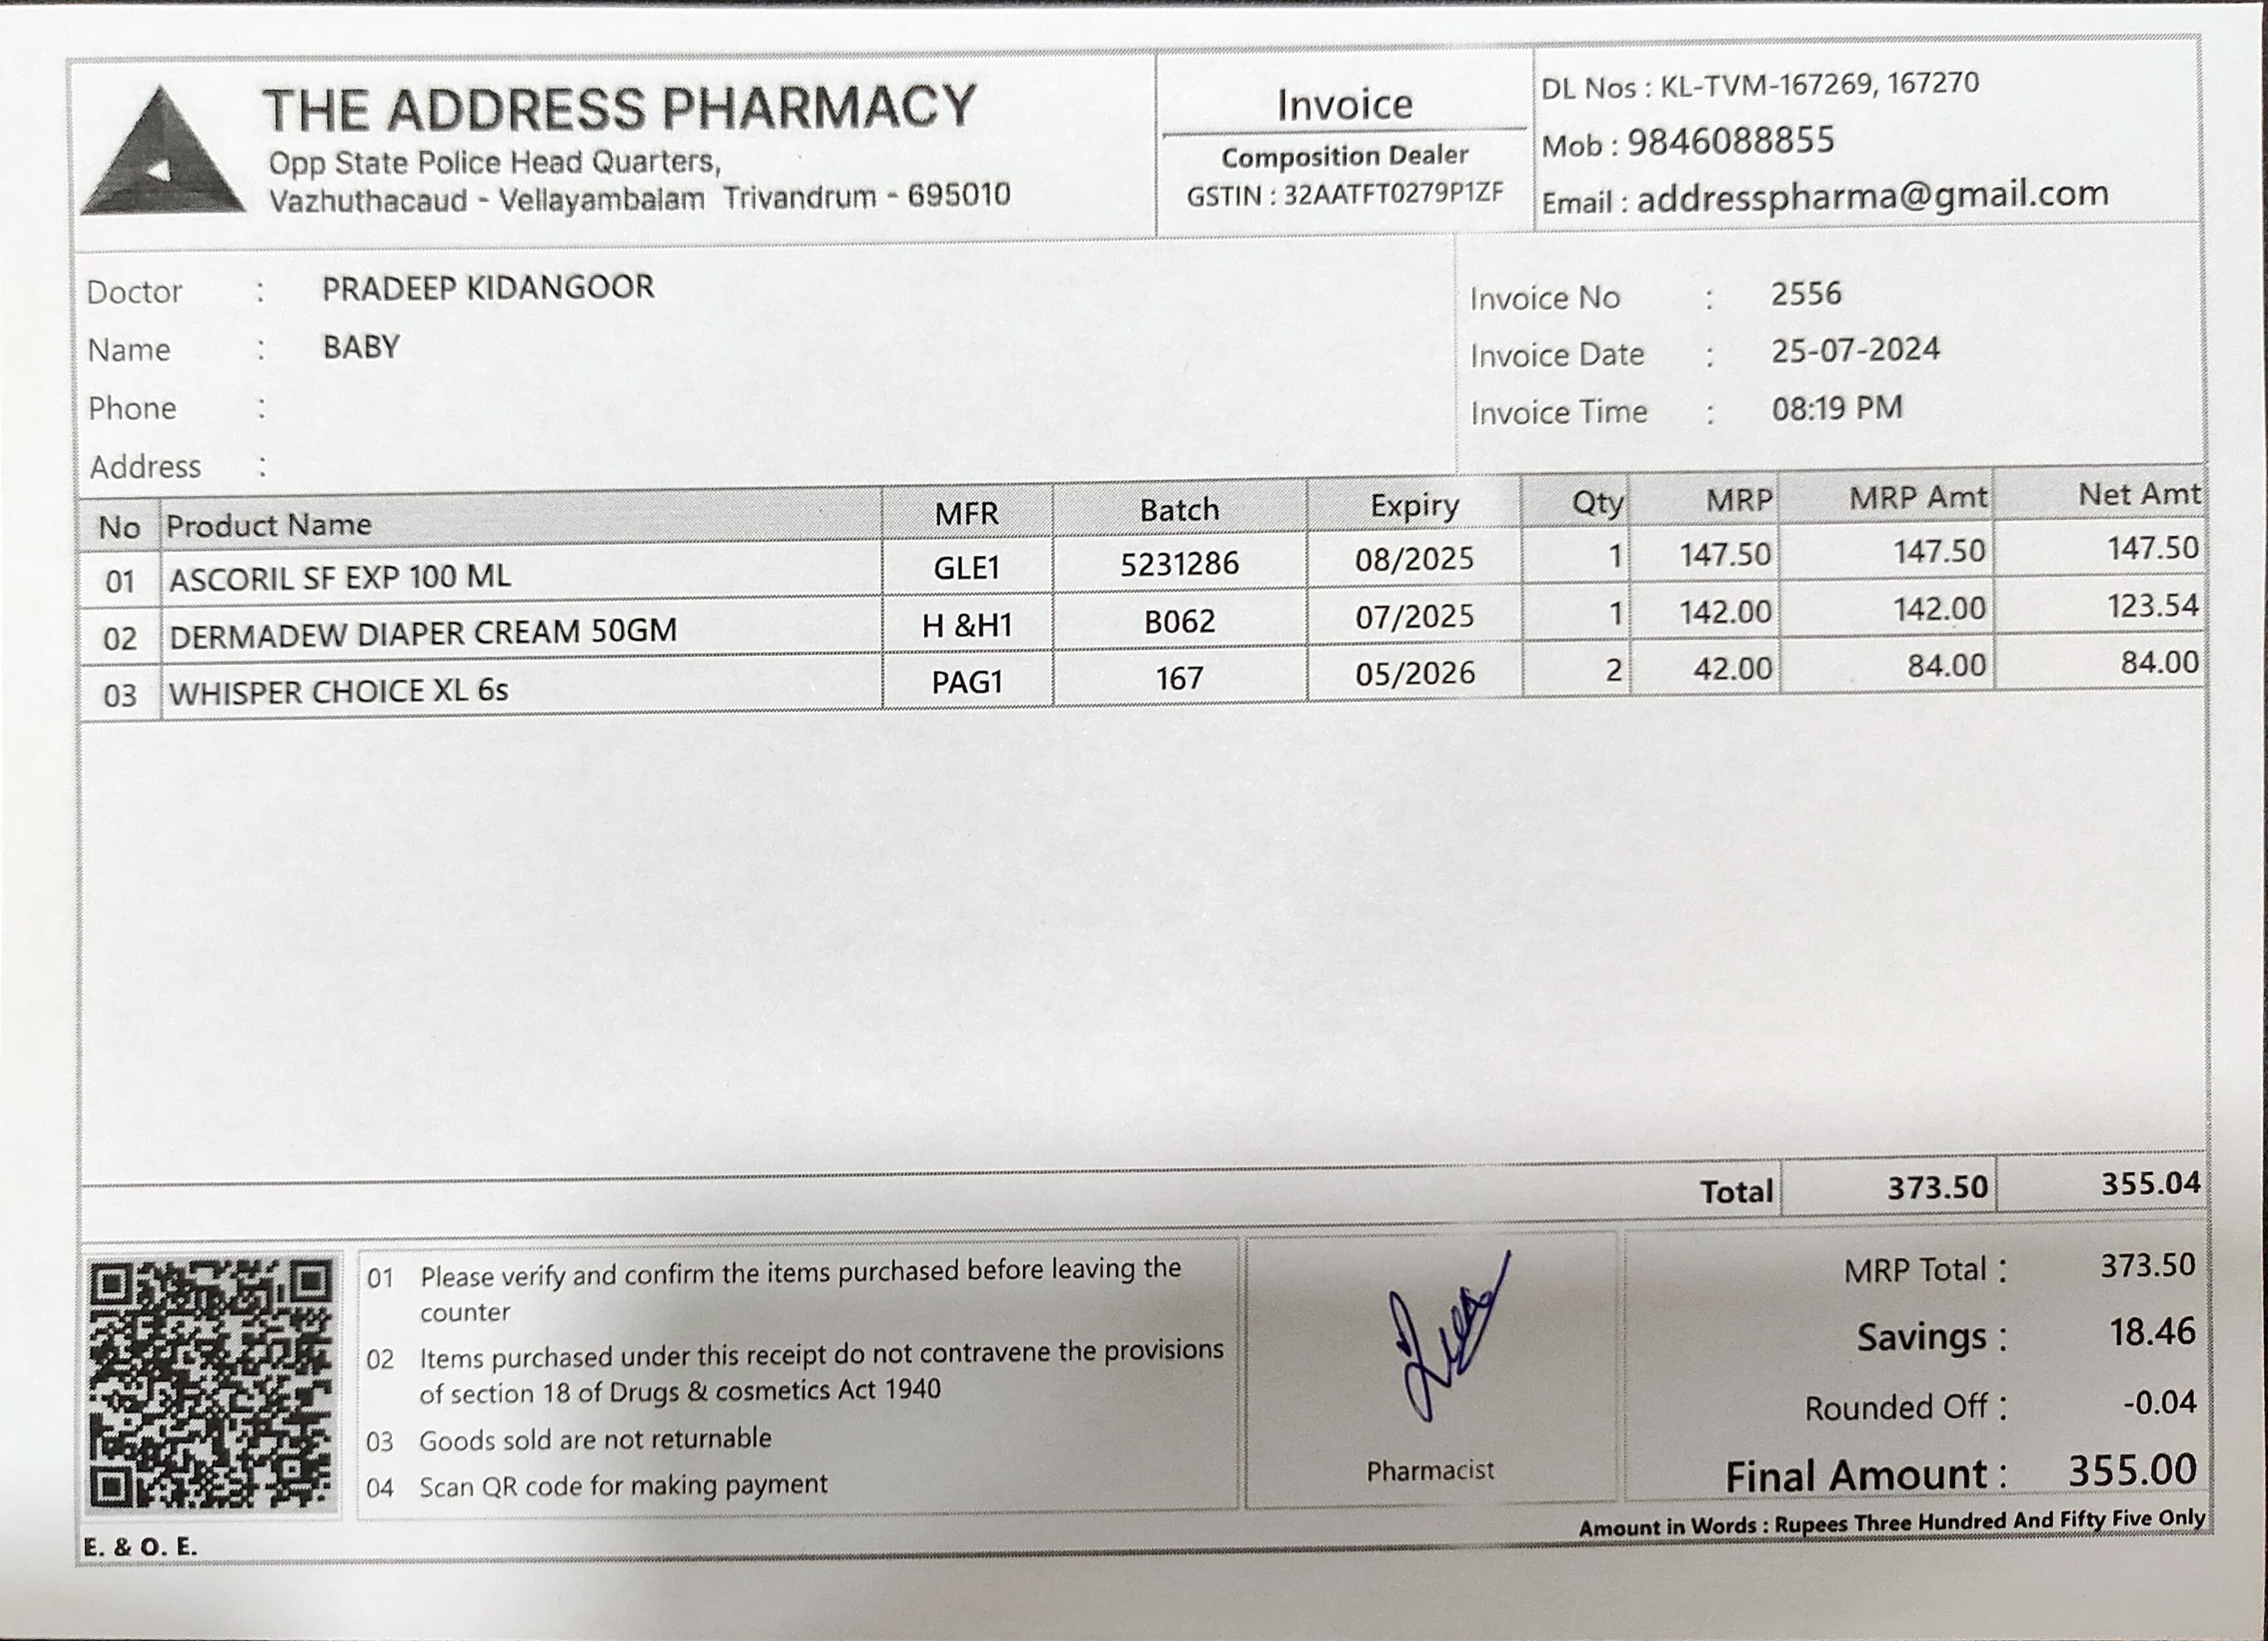 THE ADDRESS PHARMACY
Opp State Police Head Quarters,
Vazhuthacaud - Vellayambalam Trivandrum - 695010
Invoice
Composition Dealer
GSTIN : 32AATFT0279P1ZF
DL Nos : KL-TVM-167269, 167270
Mob : 9846088855
Email : addresspharma@gmail.com
Doctor : PRADEEP KIDANGOOR
Name : BABY
Phone :
Address :
Invoice No : 2556
Invoice Date : 25-07-2024
Invoice Time : 08:19 PM
No Product Name MFR Batch Expiry Qty MRP MRP Amt Net Amt
01 ASCORIL SF EXP 100 ML GLE1 5231286 08/2025 1 147.50 147.50 147.50
02 DERMADEW DIAPER CREAM 50GM H &H1 B062 07/2025 1 142.00 142.00 123.54
03 WHISPER CHOICE XL 6s PAG1 167 05/2026 2 42.00 84.00 84.00
Total 373.50 355.04
01 Please verify and confirm the items purchased before leaving the
counter
02 Items purchased under this receipt do not contravene the provisions
of section 18 of Drugs & cosmetics Act 1940
03 Goods sold are not returnable
04 Scan QR code for making payment
Pharmacist
MRP Total : 373.50
Savings : 18.46
Rounded Off : -0.04
Final Amount : 355.00
Amount in Words : Rupees Three Hundred And Fifty Five Only
E. & O. E.